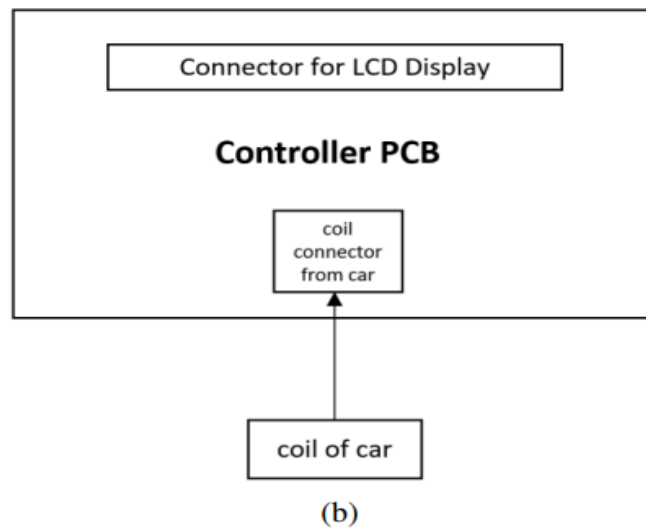 Connector for LCD Display
Controller PCB
coil
connector
from car
coil of car
(b)